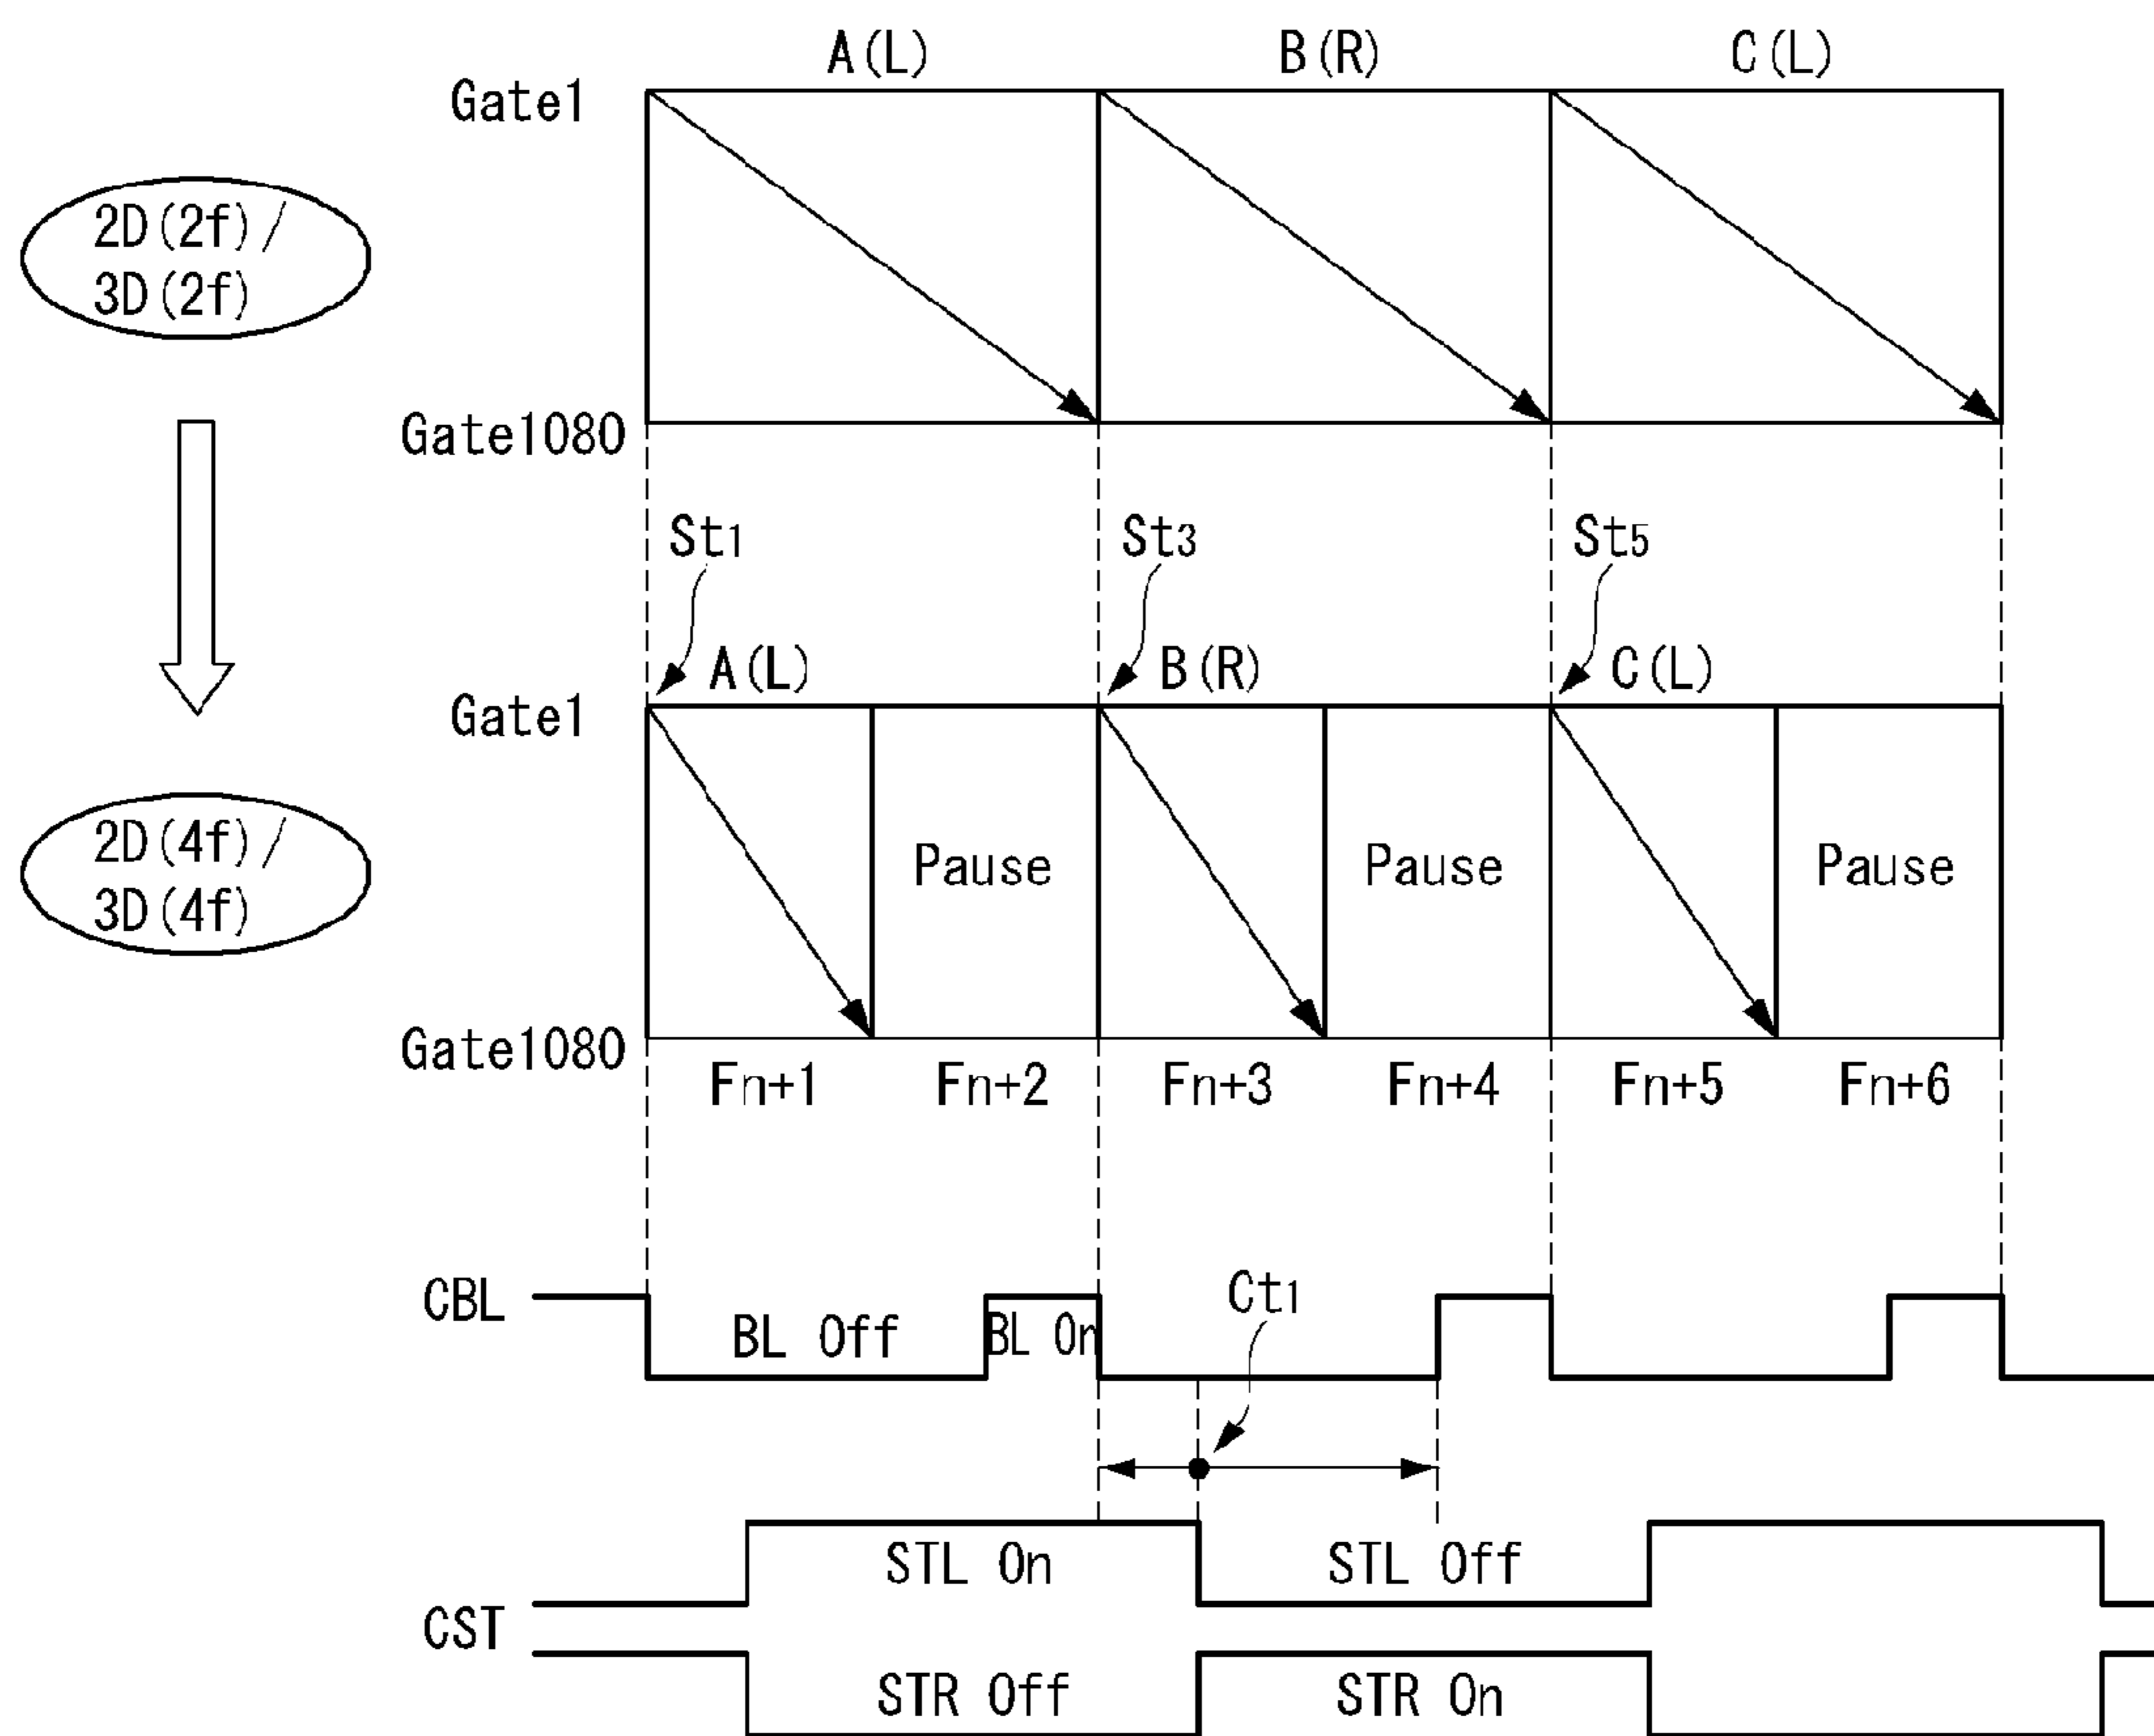 A(L) B(R) C(L)
Gate1
2D(2f)/
3D(2f)
Gate1080
St1 St3 St5
A(L) B(R) C(L)
Gate1
2D(4f)/
3D(4f)
Pause Pause Pause
Gate1080
Fn+1 Fn+2 Fn+3 Fn+4 Fn+5 Fn+6
CBL
BL Off BL On
Ct1
STL On STL Off
CST
STR Off STR On